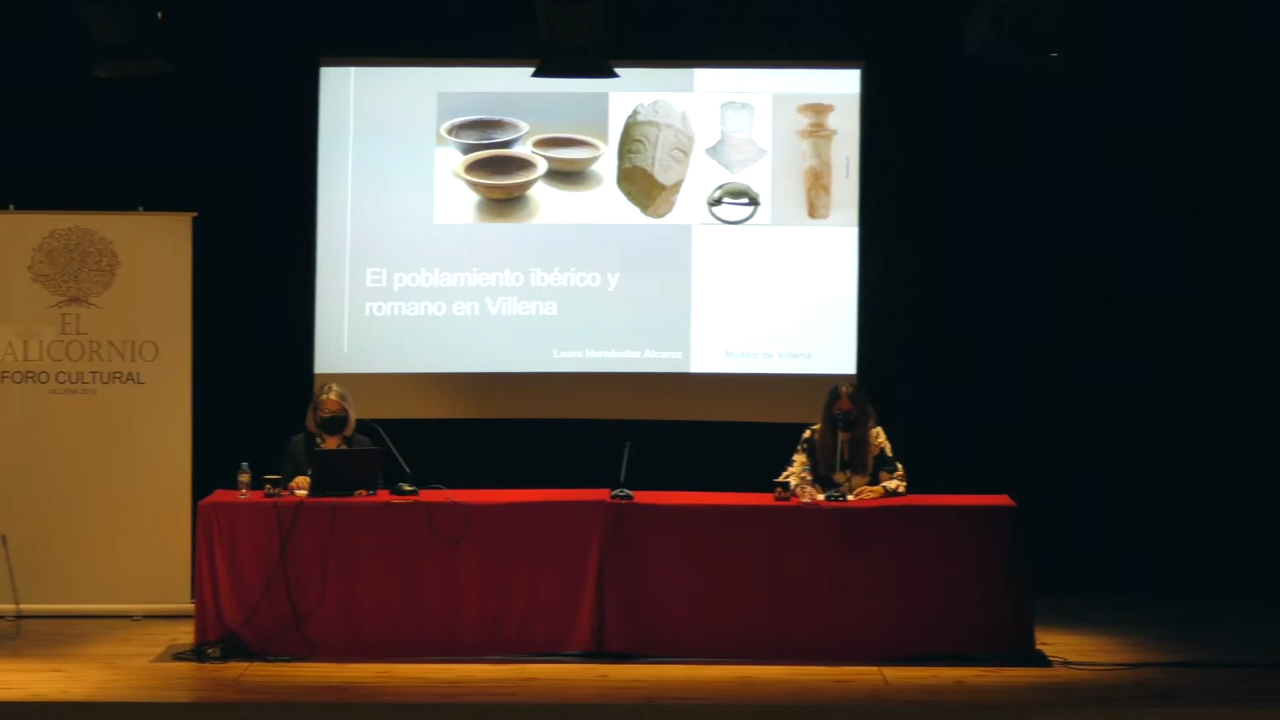 El poblamiento ibérico y
romano en Villena
Laura Hernández Alcaraz
Museo de Villena
EL
ALICORNIO
FORO CULTURAL
VILLENA 2013